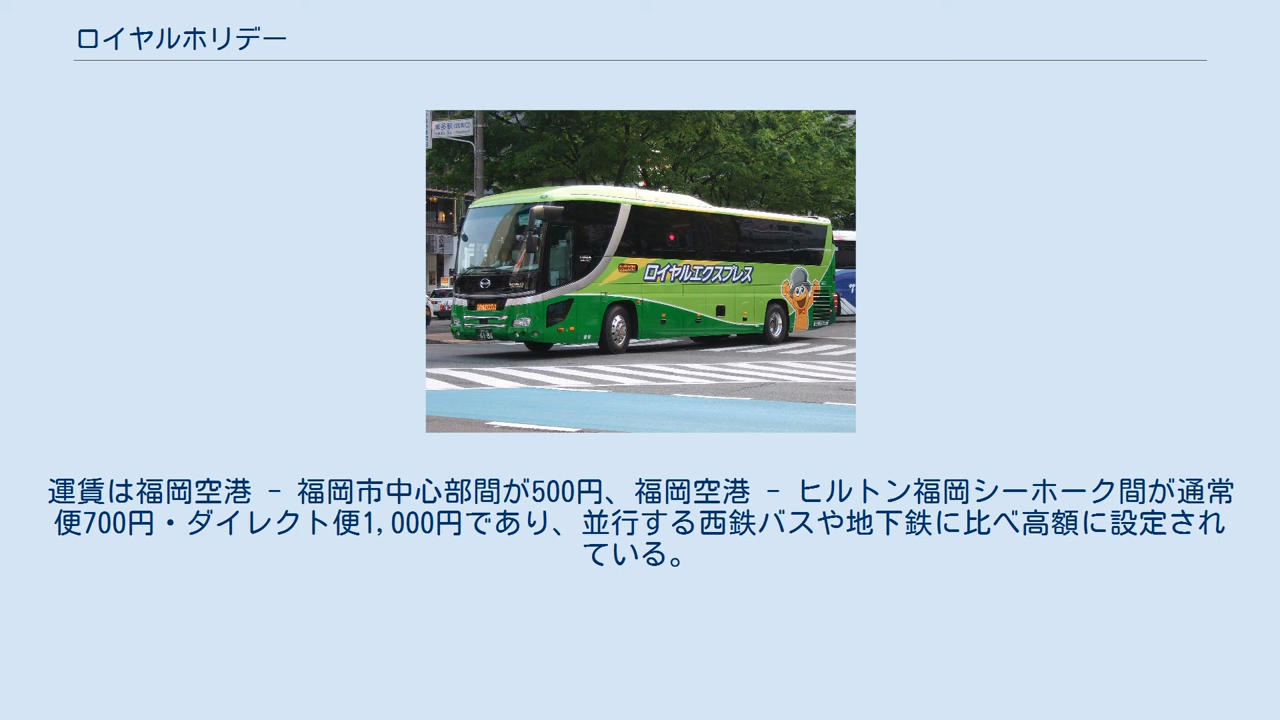 ロイヤルホリデー
ロイヤルエクスプレス
運賃は福岡空港 - 福岡市中心部間が500円、福岡空港 - ヒルトン福岡シーホーク間が通常
便700円・ダイレクト便1,000円であり、並行する西鉄バスや地下鉄に比べ高額に設定され
ている。